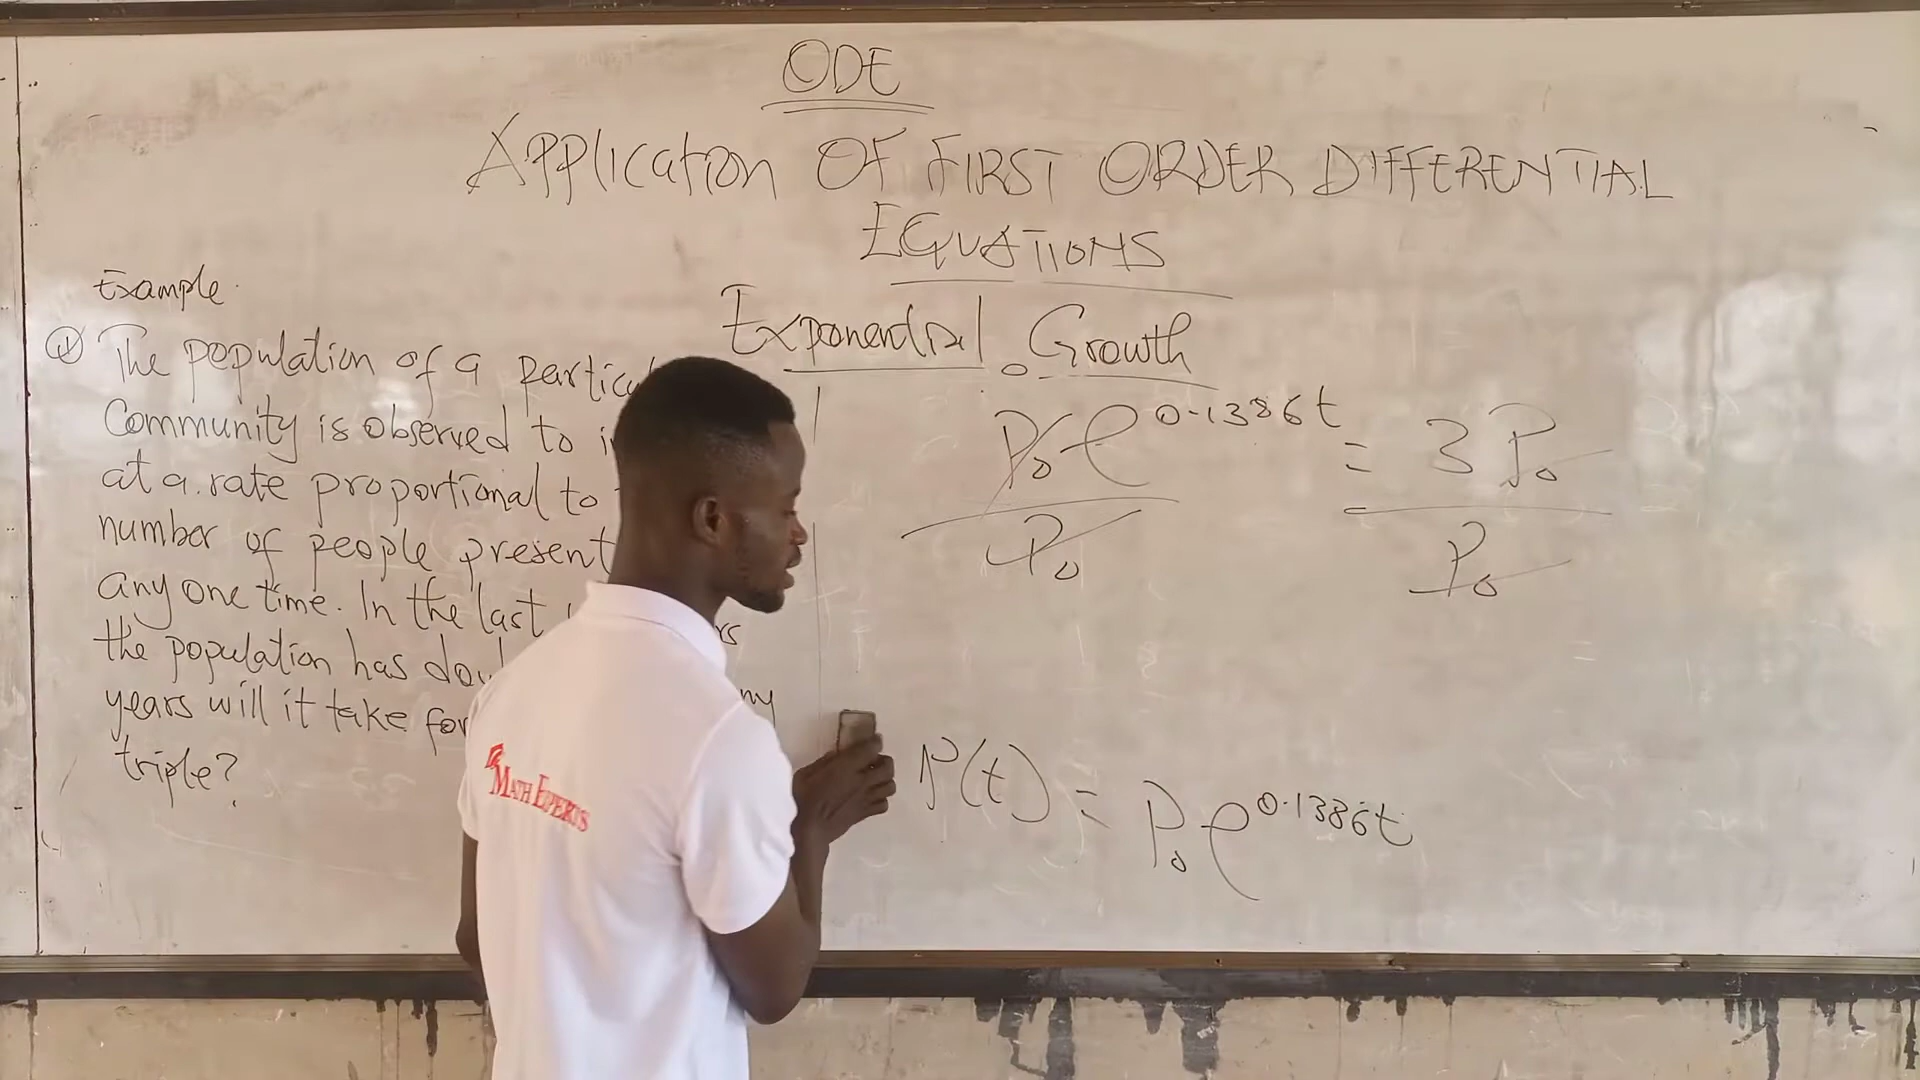 ODE
APPlication OF FIRST ORDER DIFFERENTIAL
EQUATIONS
Exponential Growth
Example
① The population of a
Community is observed to
at a rate proportional to
number of people present
any one time. In the last
the population has
years will it take for
triple?
P₀e^0.1386t = 3P₀
P₀ P₀
P(t) = P₀e^0.1386t
MATH EXPERTS